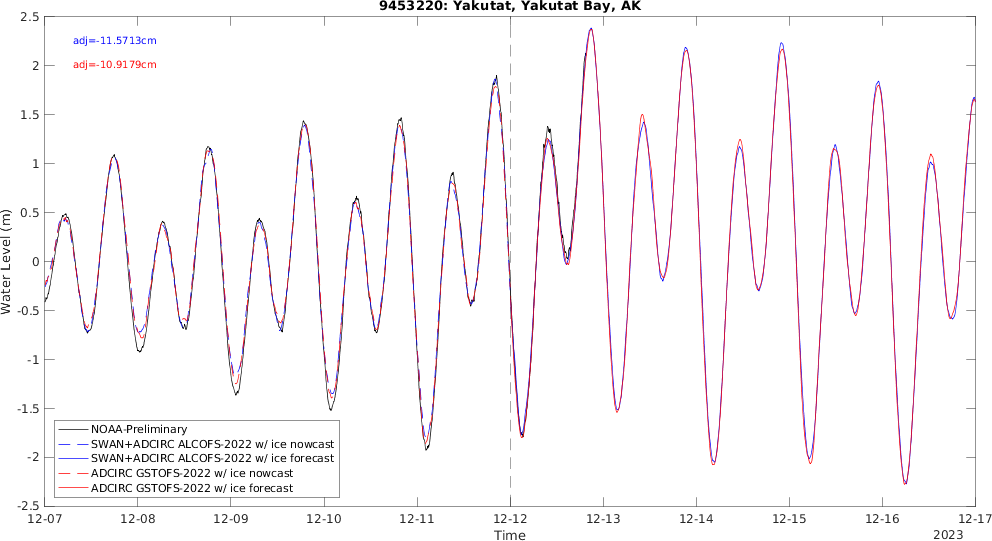 9453220: Yakutat, Yakutat Bay, AK
adj=-11.5713cm
adj=-10.9179cm
Water Level (m)
2.5
2
1.5
1
0.5
0
-0.5
-1
-1.5
-2
-2.5
NOAA-Preliminary
SWAN+ADCIRC ALCOFS-2022 w/ ice nowcast
SWAN+ADCIRC ALCOFS-2022 w/ ice forecast
ADCIRC GSTOFS-2022 w/ ice nowcast
ADCIRC GSTOFS-2022 w/ ice forecast
12-07 12-08 12-09 12-10 12-11 12-12 12-13 12-14 12-15 12-16 12-17
Time
2023